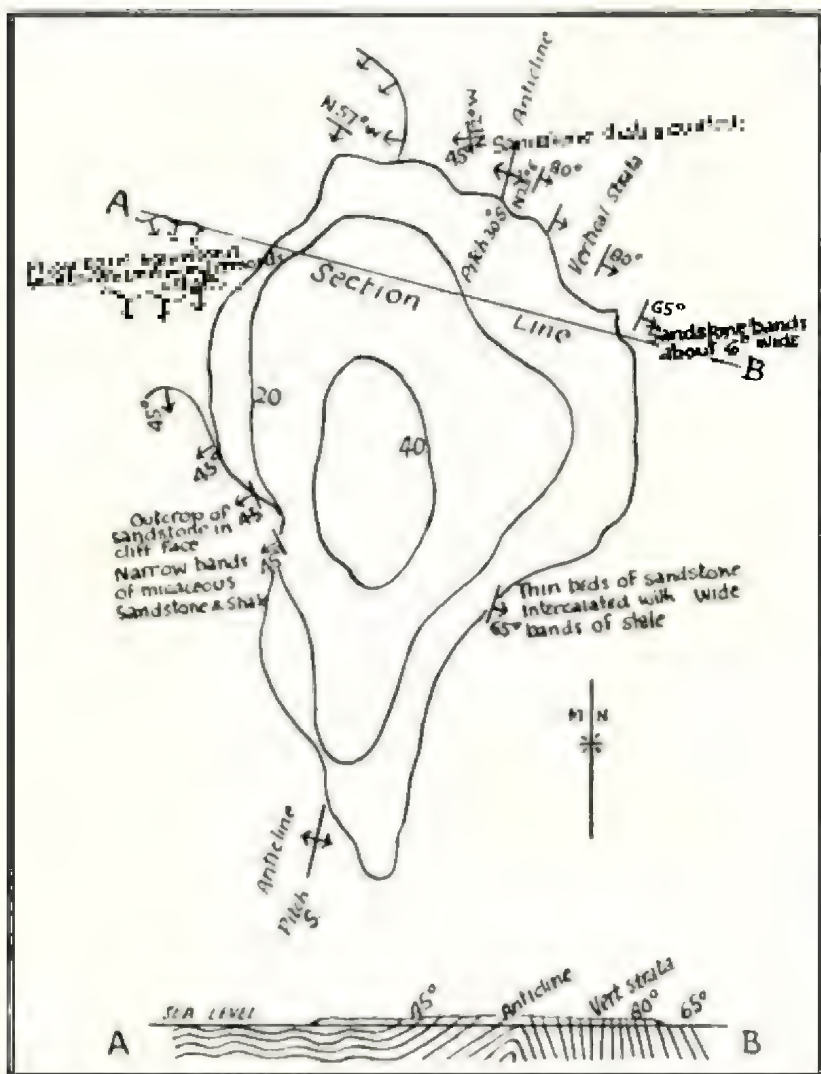 N.57°W
Anticline
Sandstone
80°
Pitch 30°S
Vertical Strata
80°
A
Section
Line
65°
Sandstone bands
about 6" wide
B
20
40
45°
45
45
Outcrop of
sandstone in
cliff face
Narrow bands
of micaceous
Sandstone & Shale
45
Thin beds of sandstone
intercalated with wide
65° bands of shale
M N
Anticline
Pitch
S.
SEA LEVEL
45°
Anticline
Vert strata
80°
65°
A
B